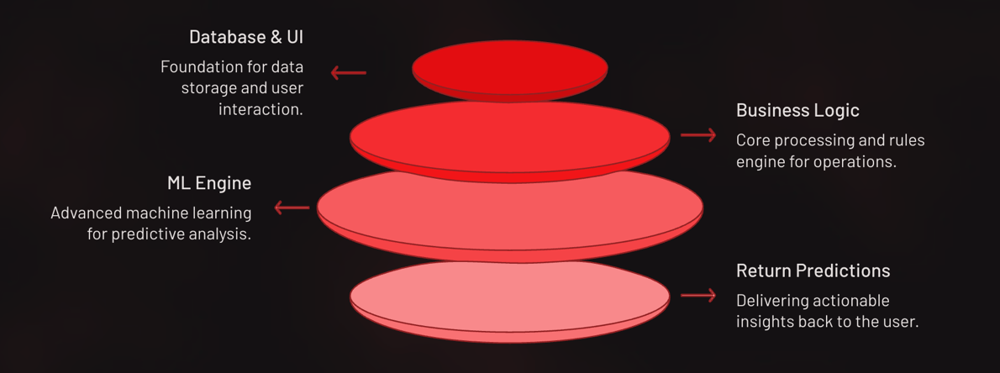 Database & UI
Foundation for data
storage and user
interaction.
Business Logic
Core processing and rules
engine for operations.
ML Engine
Advanced machine learning
for predictive analysis.
Return Predictions
Delivering actionable
insights back to the user.